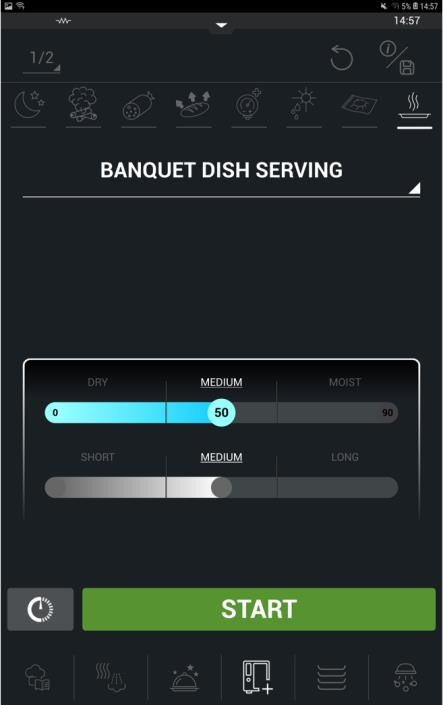 5% 14:57
14:57
1/2
BANQUET DISH SERVING
DRY MEDIUM MOIST
0 50 90
SHORT MEDIUM LONG
START